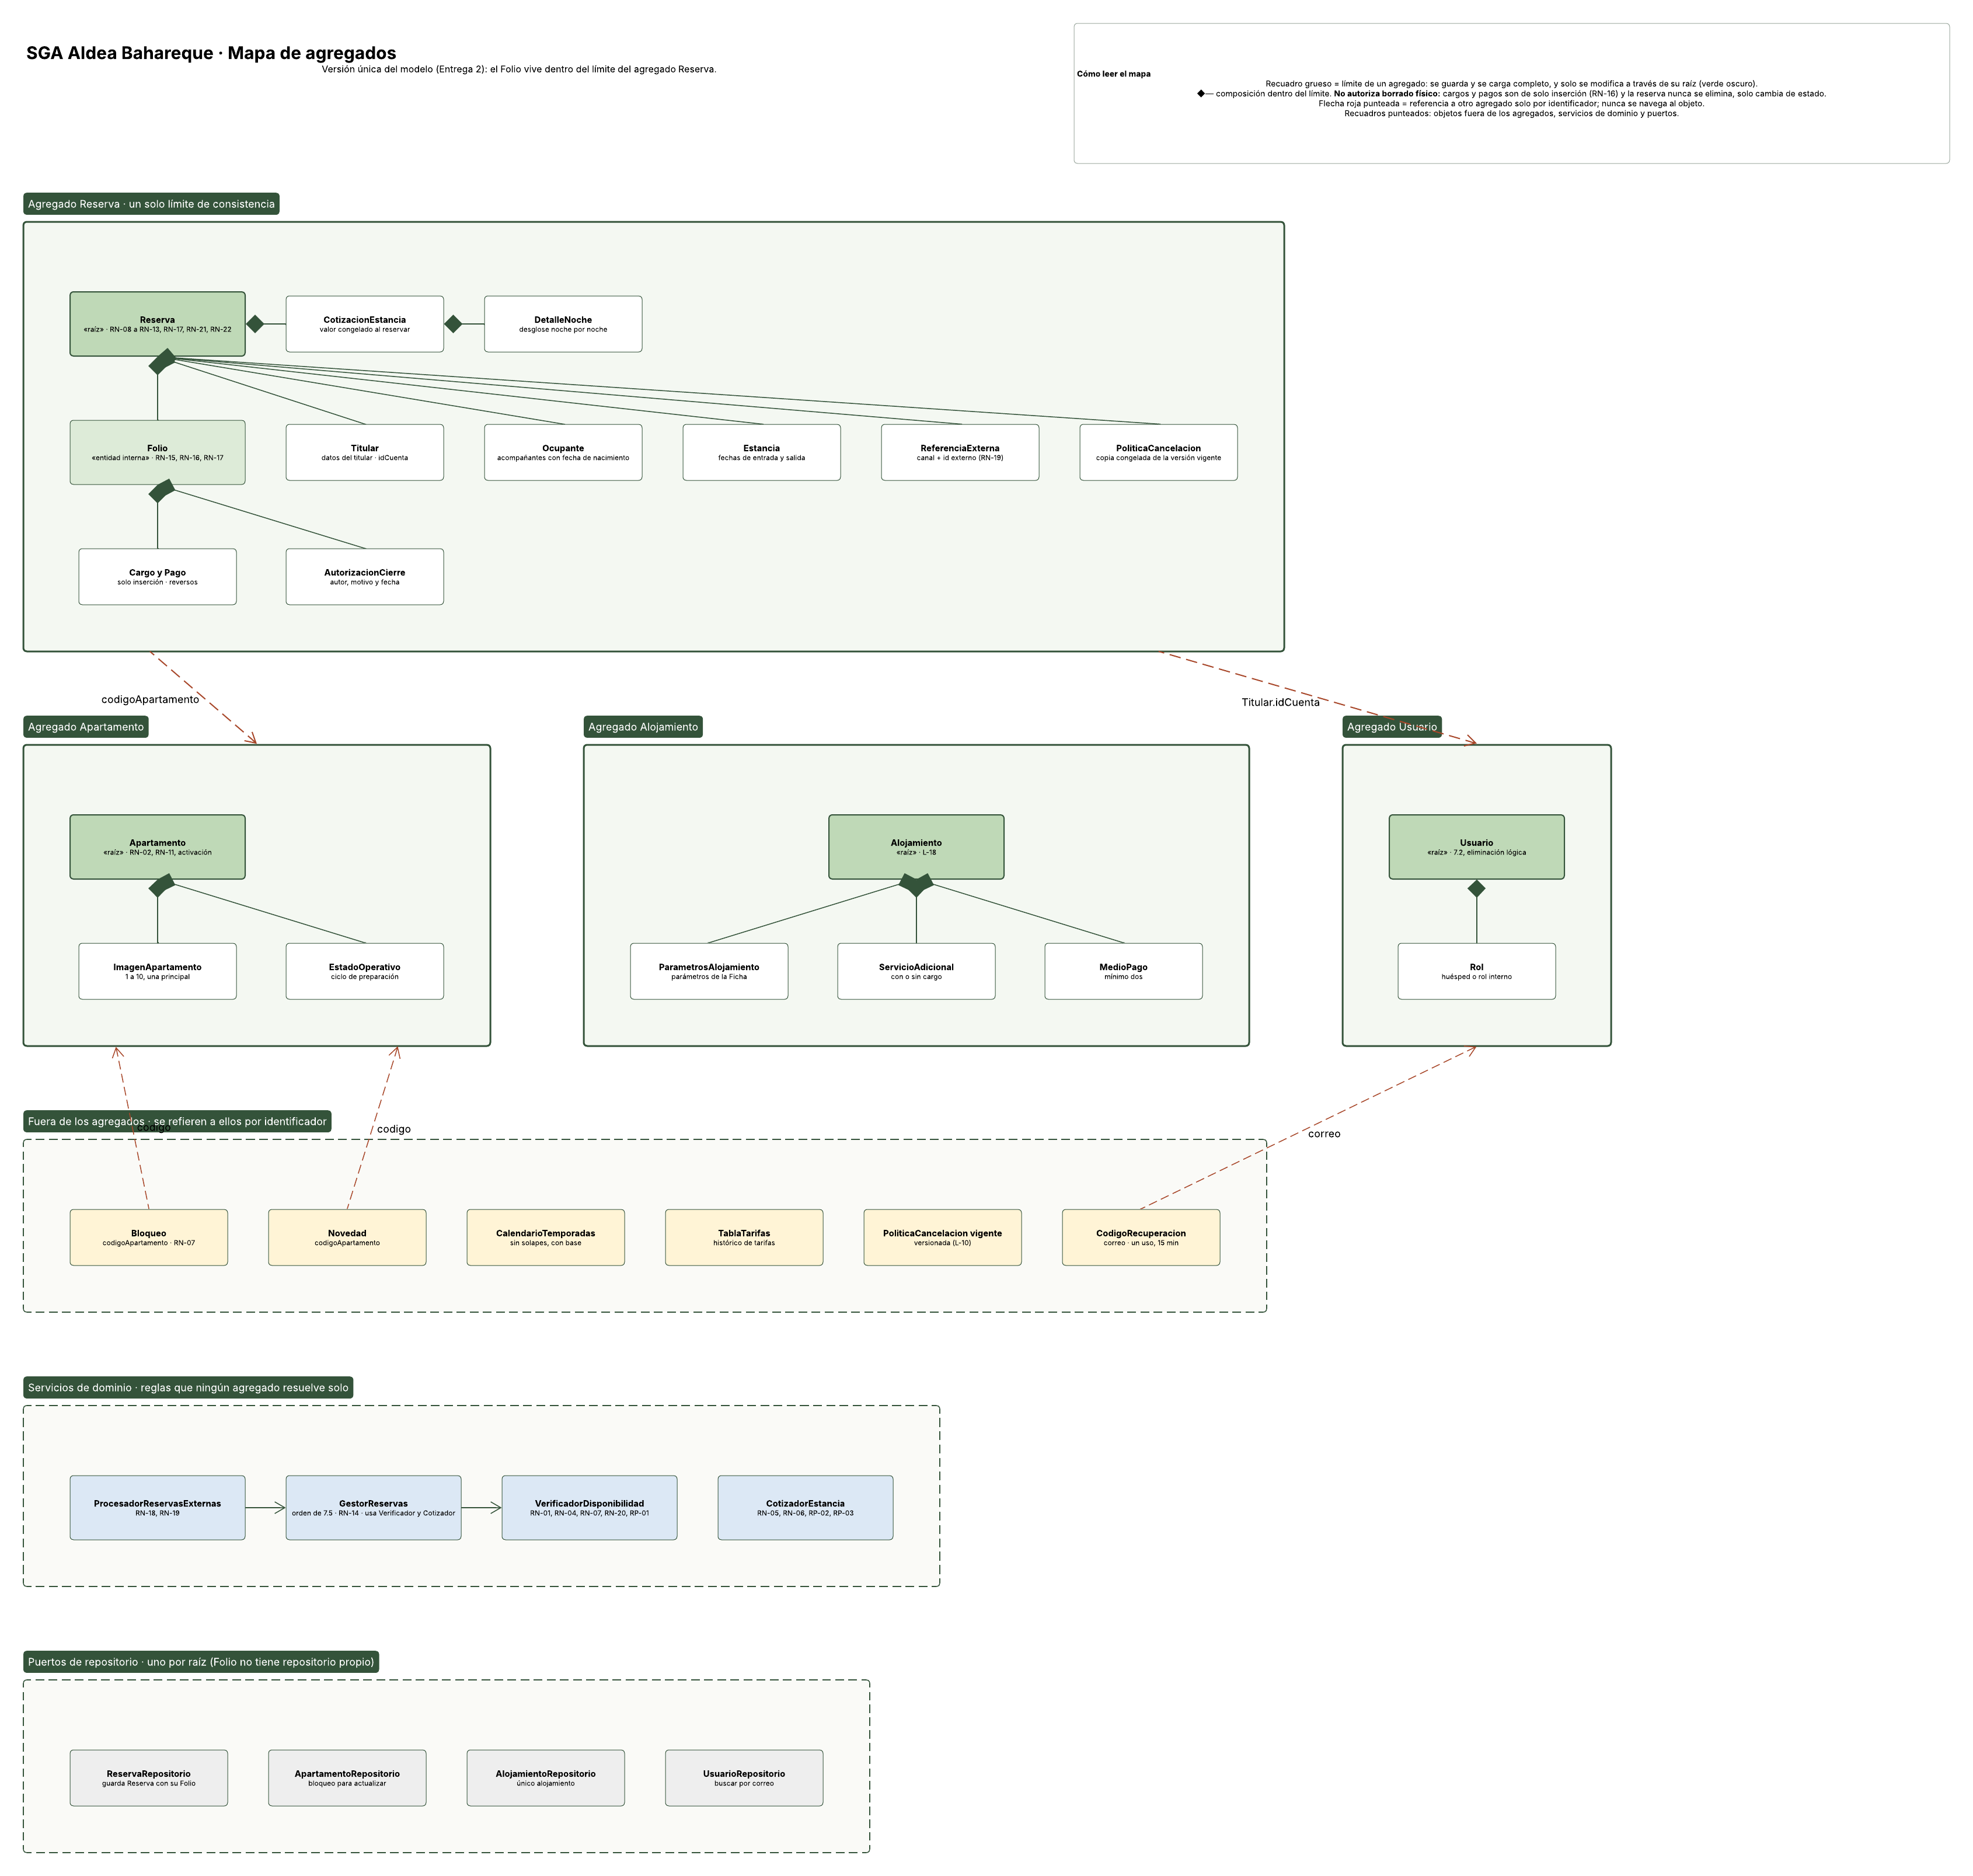 SGA Aldea Bahareque · Mapa de agregados
Versión única del modelo (Entrega 2): el Folio vive dentro del límite del agregado Reserva.
Cómo leer el mapa
Recuadro grueso = límite de un agregado: se guarda y se carga completo, y solo se modifica a través de su raíz (verde oscuro).
◆— composición dentro del límite. No autoriza borrado físico: cargos y pagos son de solo inserción (RN-16) y la reserva nunca se elimina, solo cambia de estado.
Flecha roja punteada = referencia a otro agregado solo por identificador; nunca se navega al objeto.
Recuadros punteados: objetos fuera de los agregados, servicios de dominio y puertos.
Agregado Reserva · un solo límite de consistencia
Reserva
«raíz» · RN-08 a RN-13, RN-17, RN-21, RN-22
CotizacionEstancia
valor congelado al reservar
DetalleNoche
desglose noche por noche
Folio
«entidad interna» · RN-15, RN-16, RN-17
Titular
datos del titular · idCuenta
Ocupante
acompañantes con fecha de nacimiento
Estancia
fechas de entrada y salida
ReferenciaExterna
canal + id externo (RN-19)
PoliticaCancelacion
copia congelada de la versión vigente
Cargo y Pago
solo inserción · reversos
AutorizacionCierre
autor, motivo y fecha
codigoApartamento
Titular.idCuenta
Agregado Apartamento
Agregado Alojamiento
Agregado Usuario
Apartamento
«raíz» · RN-02, RN-11, activación
Alojamiento
«raíz» · L-18
Usuario
«raíz» · 7.2, eliminación lógica
ImagenApartamento
1 a 10, una principal
EstadoOperativo
ciclo de preparación
ParametrosAlojamiento
parámetros de la Ficha
ServicioAdicional
con o sin cargo
MedioPago
mínimo dos
Rol
huésped o rol interno
Fuera de los agregados · se refieren a ellos por identificador
codigo
codigo
correo
Bloqueo
codigoApartamento · RN-07
Novedad
codigoApartamento
CalendarioTemporadas
sin solapes, con base
TablaTarifas
histórico de tarifas
PoliticaCancelacion vigente
versionada (L-10)
CodigoRecuperacion
correo · un uso, 15 min
Servicios de dominio · reglas que ningún agregado resuelve solo
ProcesadorReservasExternas
RN-18, RN-19
GestorReservas
orden de 7.5 · RN-14 · usa Verificador y Cotizador
VerificadorDisponibilidad
RN-01, RN-04, RN-07, RN-20, RP-01
CotizadorEstancia
RN-05, RN-06, RP-02, RP-03
Puertos de repositorio · uno por raíz (Folio no tiene repositorio propio)
ReservaRepositorio
guarda Reserva con su Folio
ApartamentoRepositorio
bloqueo para actualizar
AlojamientoRepositorio
único alojamiento
UsuarioRepositorio
buscar por correo